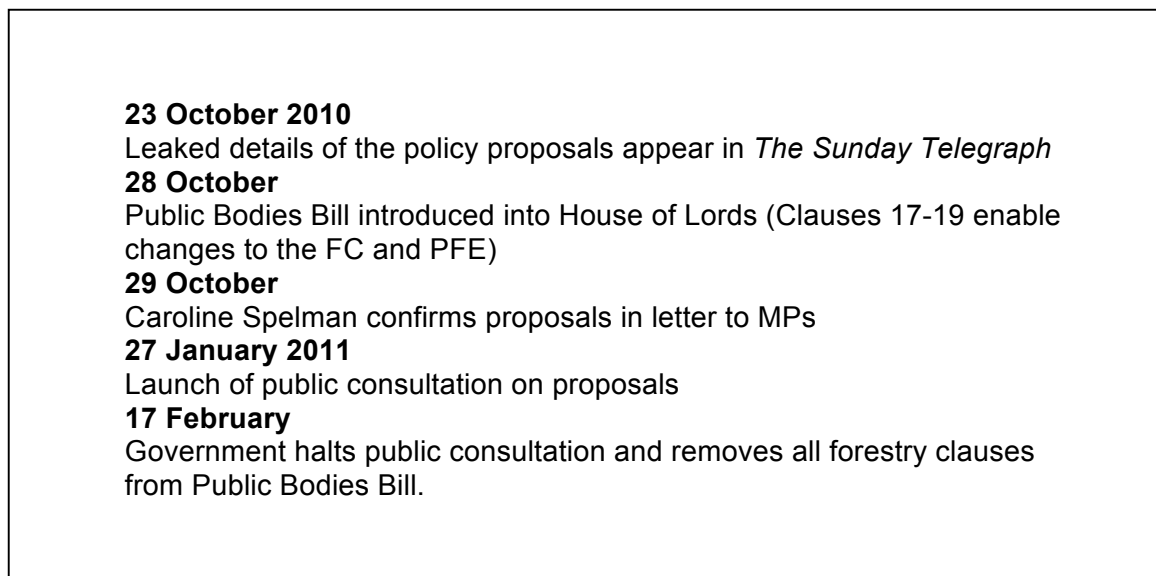 23 October 2010
Leaked details of the policy proposals appear in The Sunday Telegraph
28 October
Public Bodies Bill introduced into House of Lords (Clauses 17-19 enable
changes to the FC and PFE)
29 October
Caroline Spelman confirms proposals in letter to MPs
27 January 2011
Launch of public consultation on proposals
17 February
Government halts public consultation and removes all forestry clauses
from Public Bodies Bill.